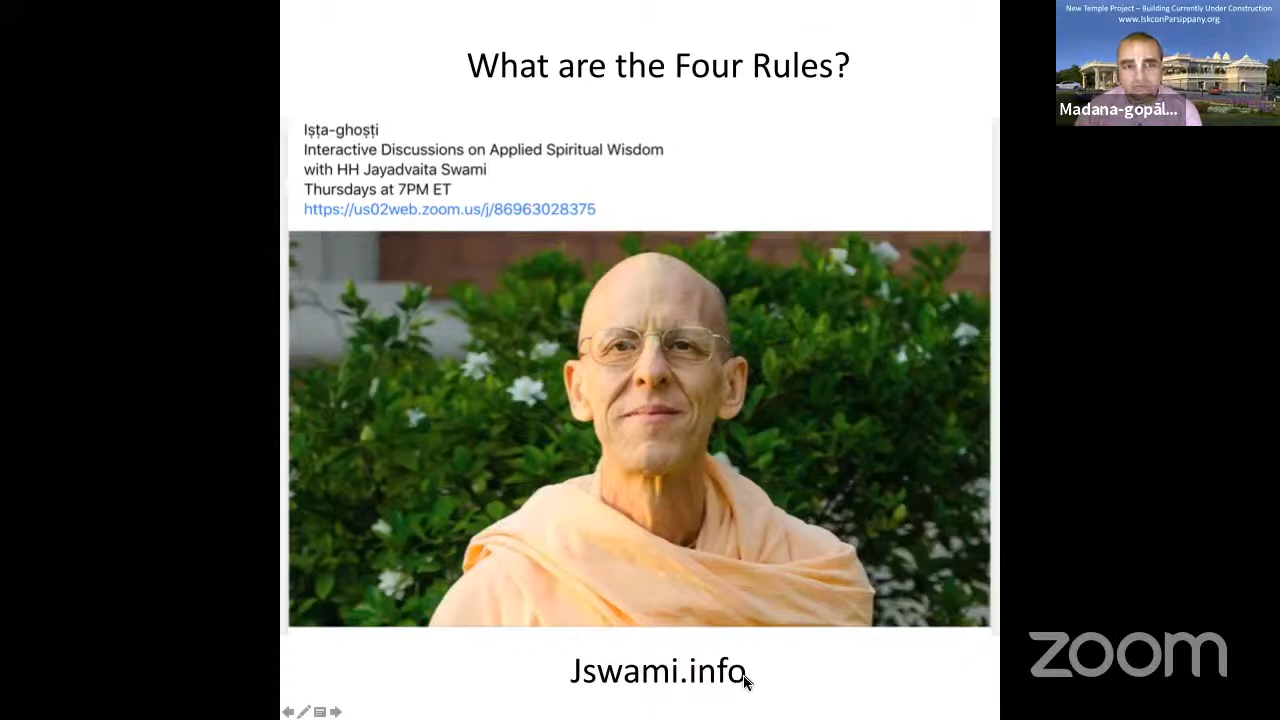 What are the Four Rules?
Iṣṭa-ghoṣṭi
Interactive Discussions on Applied Spiritual Wisdom
with HH Jayadvaita Swami
Thursdays at 7PM ET
https://us02web.zoom.us/j/86963028375
Jswami.info
New Temple Project – Building Currently Under Construction
www.IskconParsippany.org
Madana-gopāl...
zoom